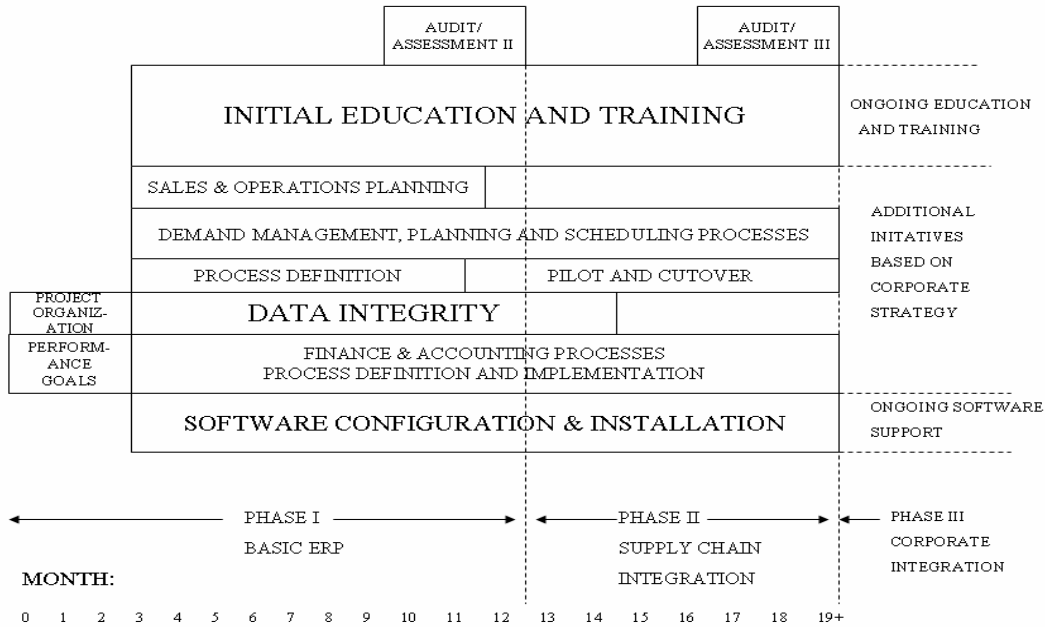 AUDIT/
ASSESSMENT II
AUDIT/
ASSESSMENT III
INITIAL EDUCATION AND TRAINING
ONGOING EDUCATION
AND TRAINING
SALES & OPERATIONS PLANNING
DEMAND MANAGEMENT, PLANNING AND SCHEDULING PROCESSES
PROCESS DEFINITION
PILOT AND CUTOVER
ADDITIONAL
INITATIVES
BASED ON
CORPORATE
STRATEGY
PROJECT
ORGANIZ-
ATION
DATA INTEGRITY
PERFORM-
ANCE
GOALS
FINANCE & ACCOUNTING PROCESSES
PROCESS DEFINITION AND IMPLEMENTATION
SOFTWARE CONFIGURATION & INSTALLATION
ONGOING SOFTWARE
SUPPORT
PHASE I
BASIC ERP
PHASE II
SUPPLY CHAIN
INTEGRATION
PHASE III
CORPORATE
INTEGRATION
MONTH:
0 1 2 3 4 5 6 7 8 9 10 11 12 13 14 15 16 17 18 19+